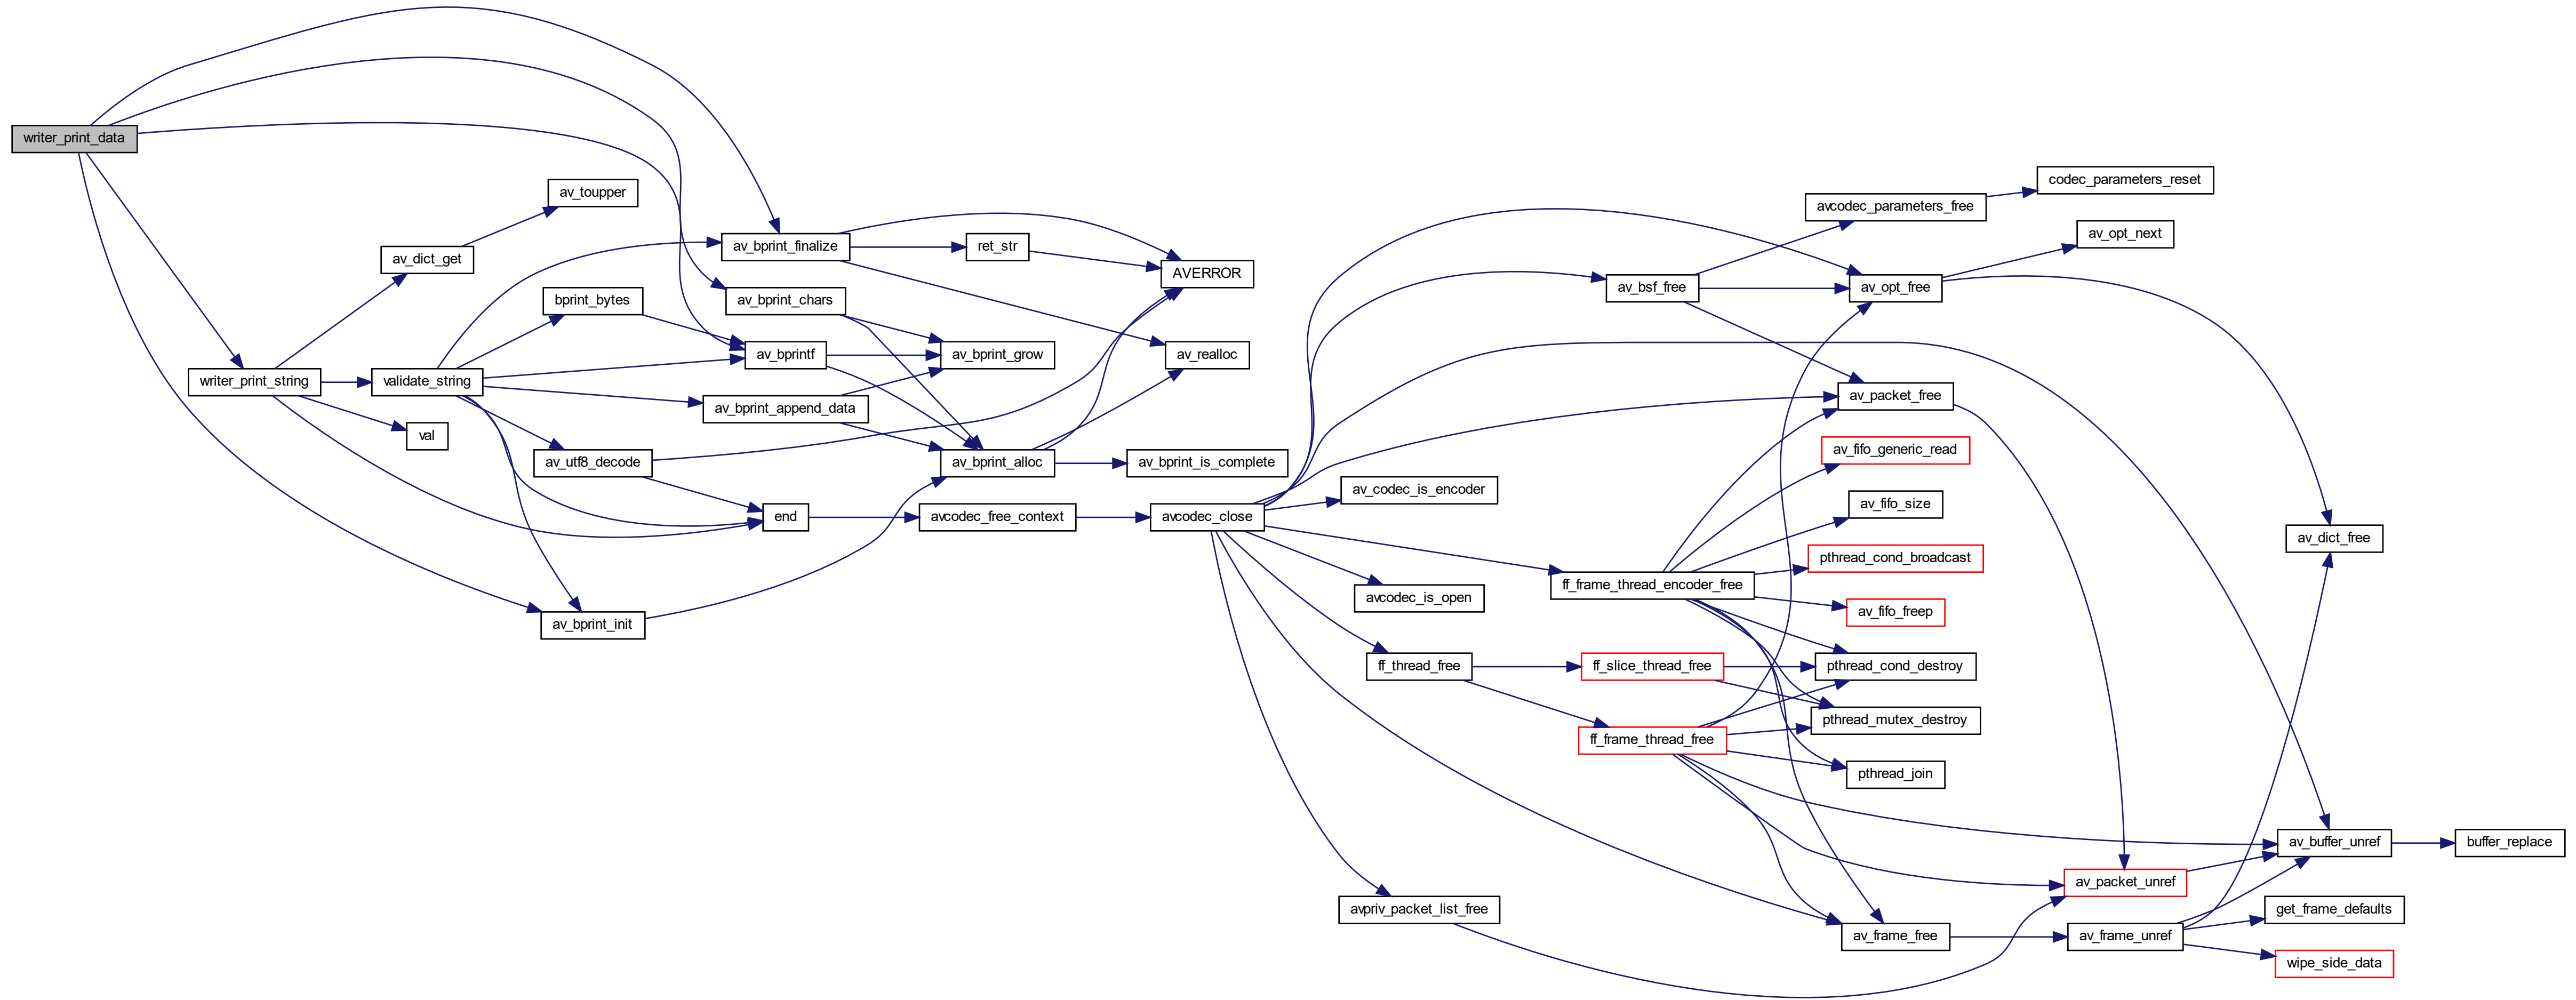 writer_print_data
writer_print_string
av_dict_get
av_toupper
validate_string
val
bprint_bytes
av_utf8_decode
av_bprint_init
av_bprint_finalize
av_bprint_chars
av_bprintf
av_bprint_append_data
end
ret_str
av_bprint_grow
av_bprint_alloc
avcodec_free_context
AVERROR
av_realloc
av_bprint_is_complete
avcodec_close
av_codec_is_encoder
avcodec_is_open
ff_thread_free
avpriv_packet_list_free
av_bsf_free
ff_frame_thread_encoder_free
ff_slice_thread_free
ff_frame_thread_free
avcodec_parameters_free
av_opt_free
av_packet_free
av_fifo_generic_read
av_fifo_size
pthread_cond_broadcast
av_fifo_freep
pthread_cond_destroy
pthread_mutex_destroy
pthread_join
av_frame_free
codec_parameters_reset
av_opt_next
av_packet_unref
av_frame_unref
av_dict_free
av_buffer_unref
get_frame_defaults
wipe_side_data
buffer_replace